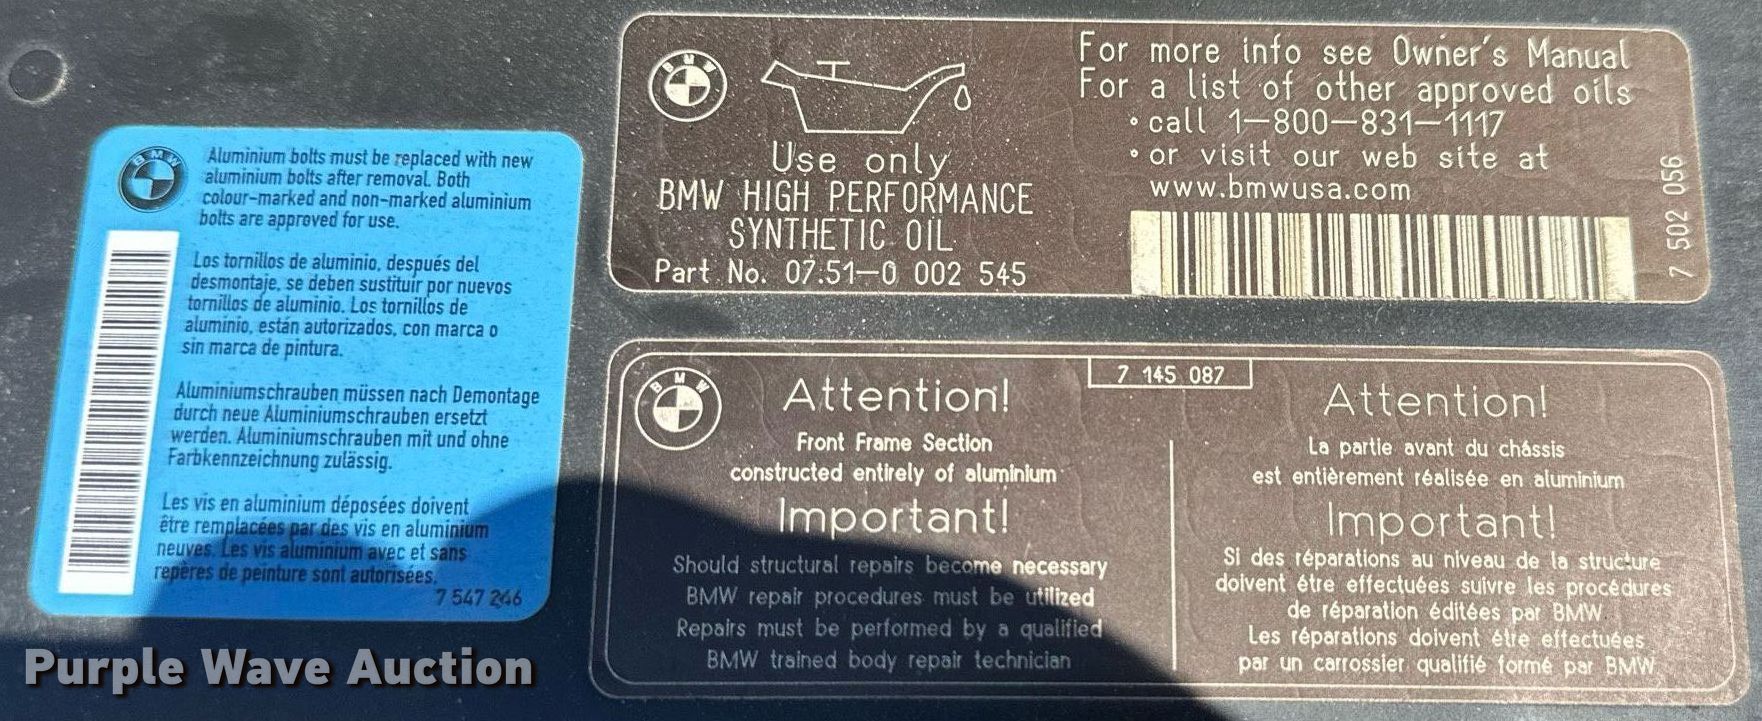 BMW
Aluminium bolts must be replaced with new
aluminium bolts after removal. Both
colour-marked and non-marked aluminium
bolts are approved for use.
Los tornillos de aluminio, después del
desmontaje, se deben sustituir por nuevos
tornillos de aluminio. Los tornillos de
aluminio, están autorizados, con marca o
sin marca de pintura.
Aluminiumschrauben müssen nach Demontage
durch neue Aluminiumschrauben ersetzt
werden. Aluminiumschrauben mit und ohne
Farbkennzeichnung zulässig.
Les vis en aluminium déposées doivent
être remplacées par des vis en aluminium
neuves. Les vis aluminium avec et sans
repères de peinture sont autorisées.
7 547 266
BMW
Use only
BMW HIGH PERFORMANCE
SYNTHETIC OIL
Part No. 07.51-0 002 545
For more info see Owner's Manual
For a list of other approved oils
• call 1-800-831-1117
• or visit our web site at
www.bmwusa.com
7 502 056
BMW
7 145 087
Attention!
Front Frame Section
constructed entirely of aluminium
Important!
Should structural repairs become necessary
BMW repair procedures must be utilized
Repairs must be performed by a qualified
BMW trained body repair technician
Attention!
La partie avant du châssis
est entièrement réalisée en aluminium
Important!
Si des réparations au niveau de la structure
doivent être effectuées suivre les procédures
de réparation éditées par BMW
Les réparations doivent être effectuées
par un carrossier qualifié formé par BMW
Purple Wave Auction